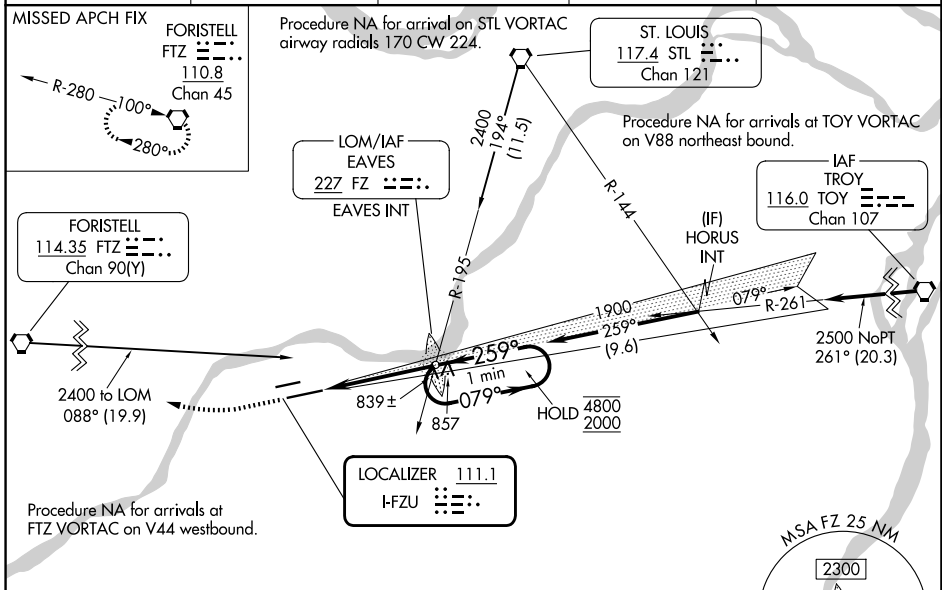 MISSED APCH FIX
FORISTELL
FTZ
110.8
Chan 45
R-280
100°
280°
Procedure NA for arrival on STL VORTAC
airway radials 170 CW 224.
ST. LOUIS
117.4 STL
Chan 121
2400
194°
(11.5)
Procedure NA for arrivals at TOY VORTAC
on V88 northeast bound.
LOM/IAF
EAVES
227 FZ
EAVES INT
R-144
IAF
TROY
116.0 TOY
Chan 107
(IF)
HORUS
INT
FORISTELL
114.35 FTZ
Chan 90(Y)
R-195
1900
259°
(9.6)
079°
R-261
2500 NoPT
261° (20.3)
259°
1 min
079°
2400 to LOM
088° (19.9)
839 ±
857
HOLD
4800
2000
LOCALIZER 111.1
I-FZU
Procedure NA for arrivals at
FTZ VORTAC on V44 westbound.
MSA FZ 25 NM
2300